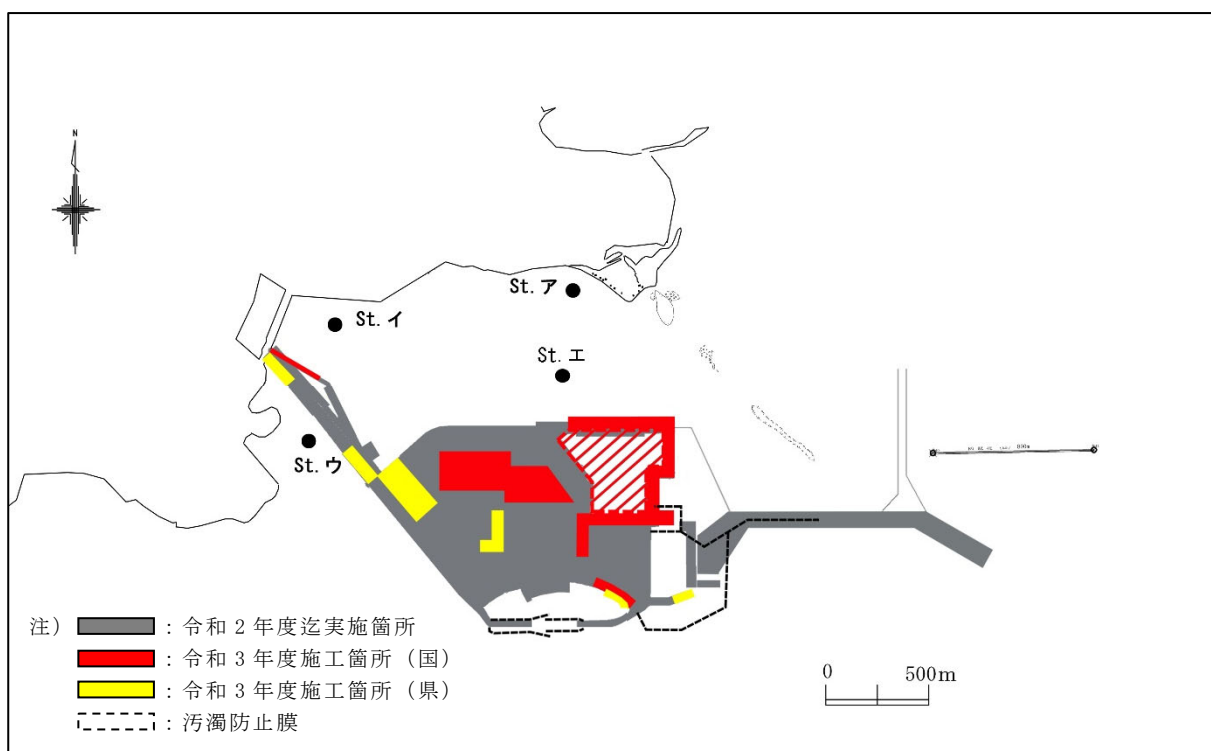 N
St. ア
St. イ
St. エ
St. ウ
注） ：令和２年度迄実施箇所
：令和３年度施工箇所（国）
：令和３年度施工箇所（県）
：汚濁防止膜
0 500m